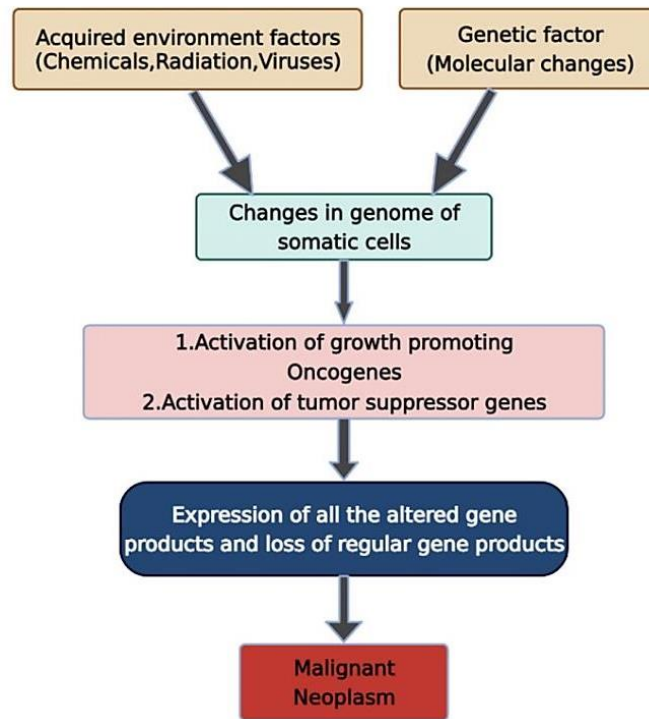 Acquired environment factors
(Chemicals,Radiation,Viruses)
Genetic factor
(Molecular changes)
Changes in genome of
somatic cells
1.Activation of growth promoting
Oncogenes
2.Activation of tumor suppressor genes
Expression of all the altered gene
products and loss of regular gene products
Malignant
Neoplasm